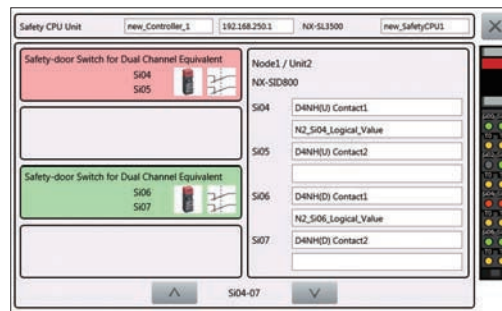 Safety CPU Unit new_Controller_1 192.168.250.1 NX-SL3500 new_SafetyCPU1
Safety-door Switch for Dual Channel Equivalent
Si04
Si05
Safety-door Switch for Dual Channel Equivalent
Si06
Si07
Node1 / Unit2
NX-SID800
Si04 D4NH(U) Contact1
N2_Si04_Logical_Value
Si05 D4NH(U) Contact2
Si06 D4NH(D) Contact1
N2_Si06_Logical_Value
Si07 D4NH(D) Contact2
Si04-07